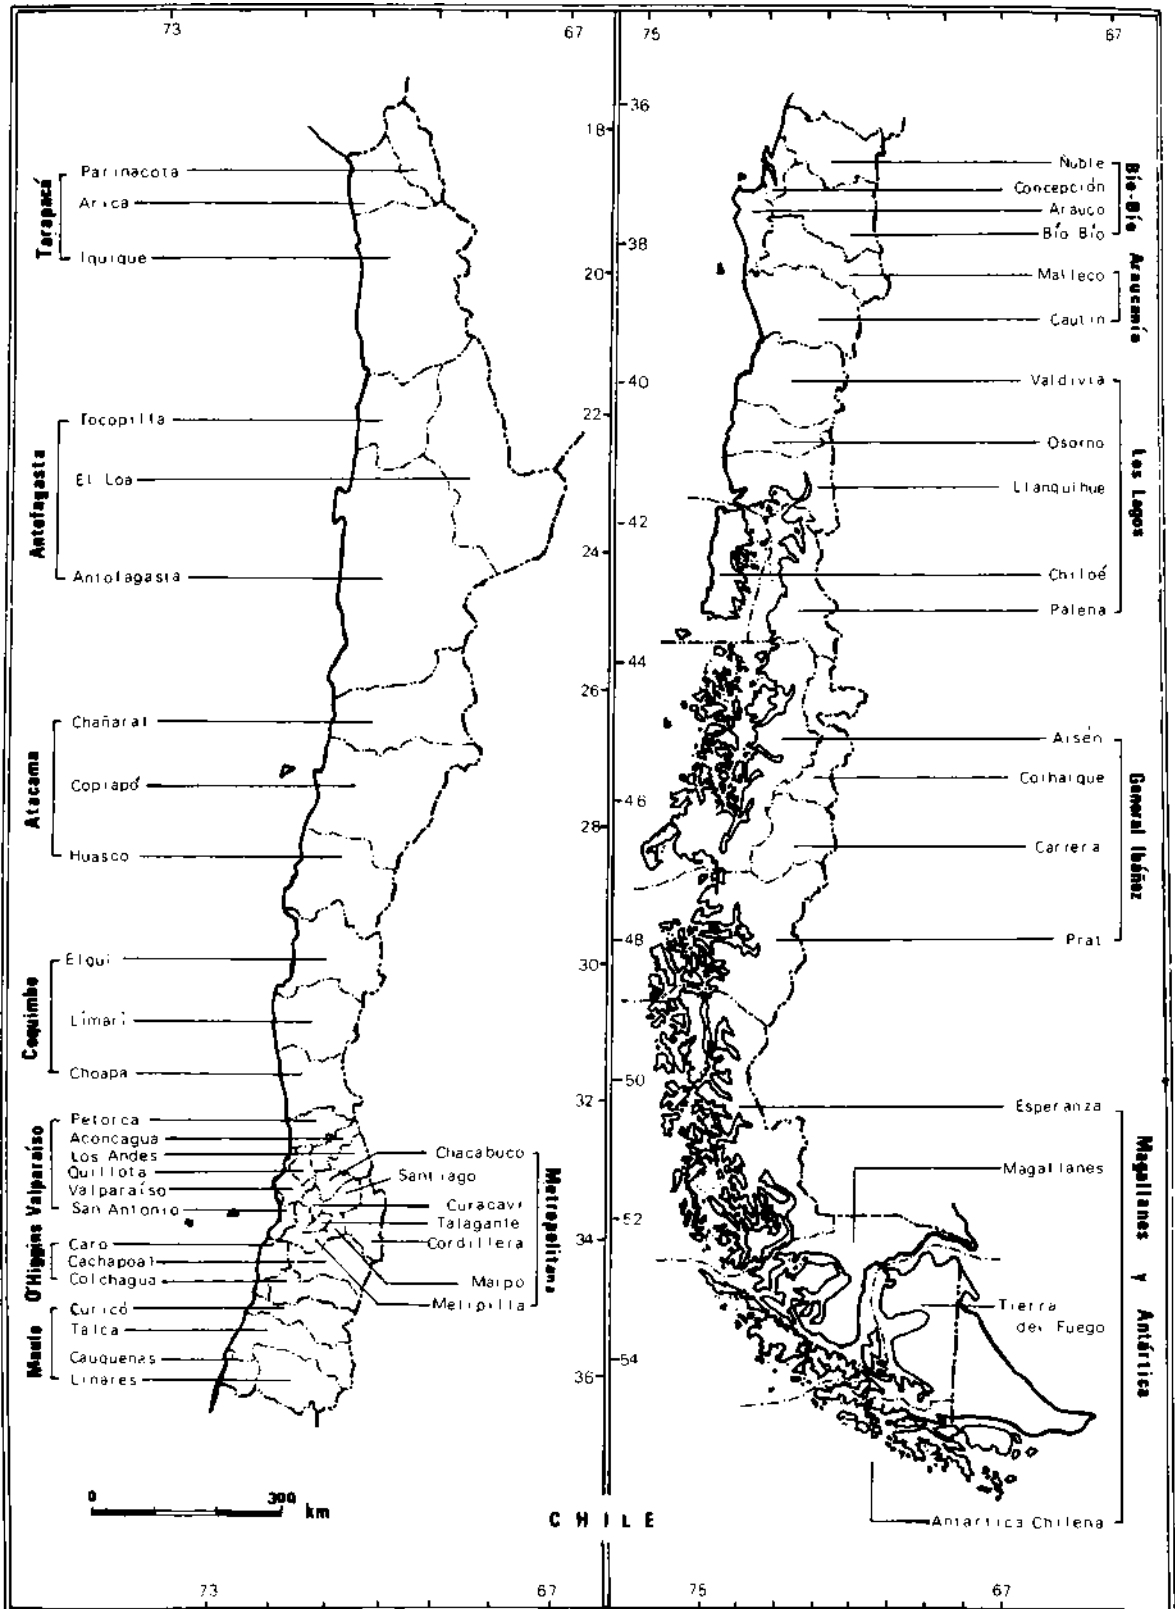 73
67
75
67
Tarapacá
Parinacota
Arica
Iquique
Antofagasta
Tocopilla
El Loa
Antofagasta
Atacama
Chañaral
Copiapó
Huasco
Coquimbo
Elqui
Limarí
Choapa
Valparaíso
Petorca
Aconcagua
Los Andes
Quillota
Valparaíso
San Antonio
O'Higgins
Caro
Cachapoal
Colchagua
Maule
Curicó
Talca
Cauquenas
Linares
Metropolitana
Chacabuco
Santiago
Curacaví
Talagante
Cordillera
Maipo
Melipilla
18
20
22
24
26
28
30
32
34
36
36
38
40
42
44
46
48
50
52
54
Bío-Bío
Ñuble
Concepción
Arauco
Bío Bío
Araucanía
Malleco
Cautín
Los Lagos
Valdivia
Osorno
Llanquihue
Chiloé
Palena
General Ibáñez
Aisén
Coihaique
Carrera
Prat
Magallanes y Antártica
Esperanza
Magallanes
Tierra
del Fuego
Antártica Chilena
0 300 km
CHILE
73
67
75
67